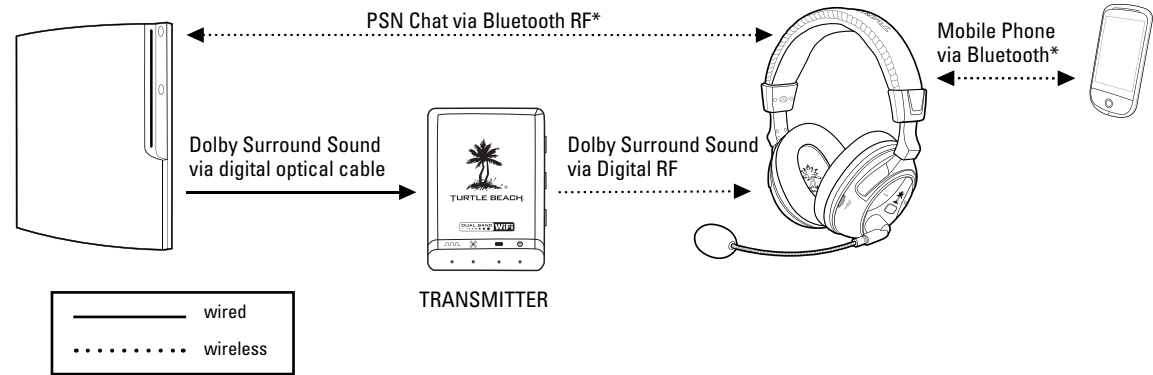 PSN Chat via Bluetooth RF*
Mobile Phone
via Bluetooth*
Dolby Surround Sound
via digital optical cable
Dolby Surround Sound
via Digital RF
TURTLE BEACH
DUAL BAND WiFi
TRANSMITTER
wired
wireless